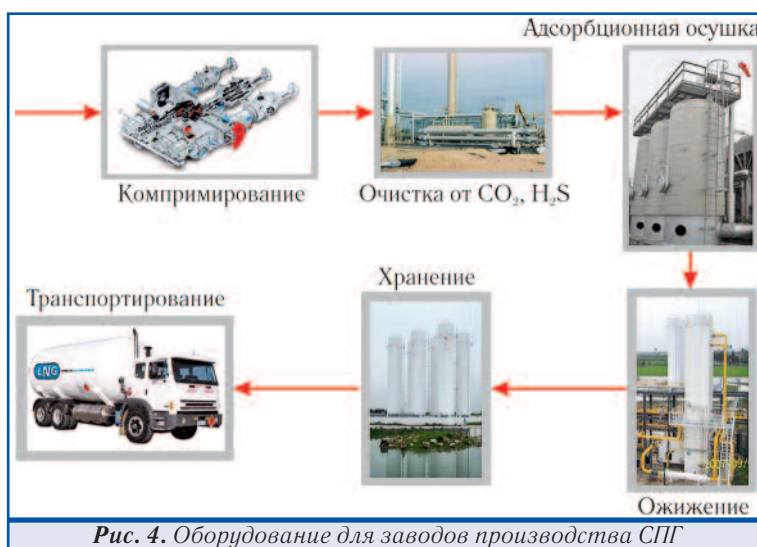 Адсорбционная осушка
Компримирование
Очистка от CO₂, H₂S
Хранение
Транспортирование
LNG
Ожижение
Рис. 4. Оборудование для заводов производства СПГ